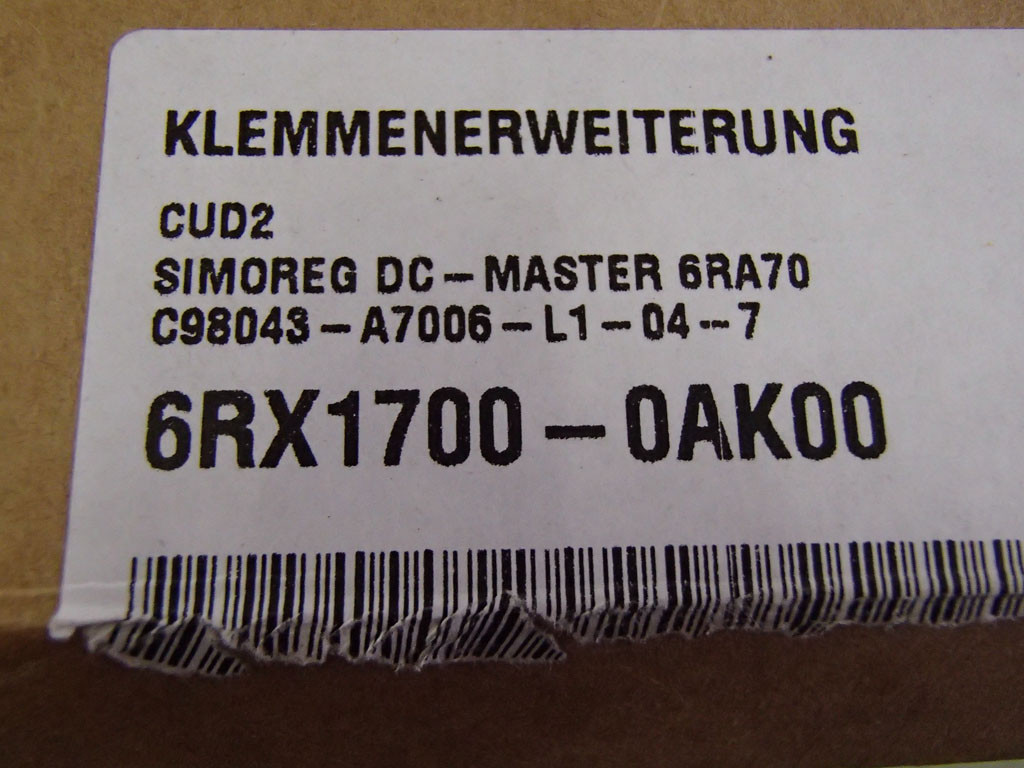 KLEMMENERWEITERUNG
CUD2
SIMOREG DC-MASTER 6RA70
C98043-A7006-L1-04-7
6RX1700-0AK00